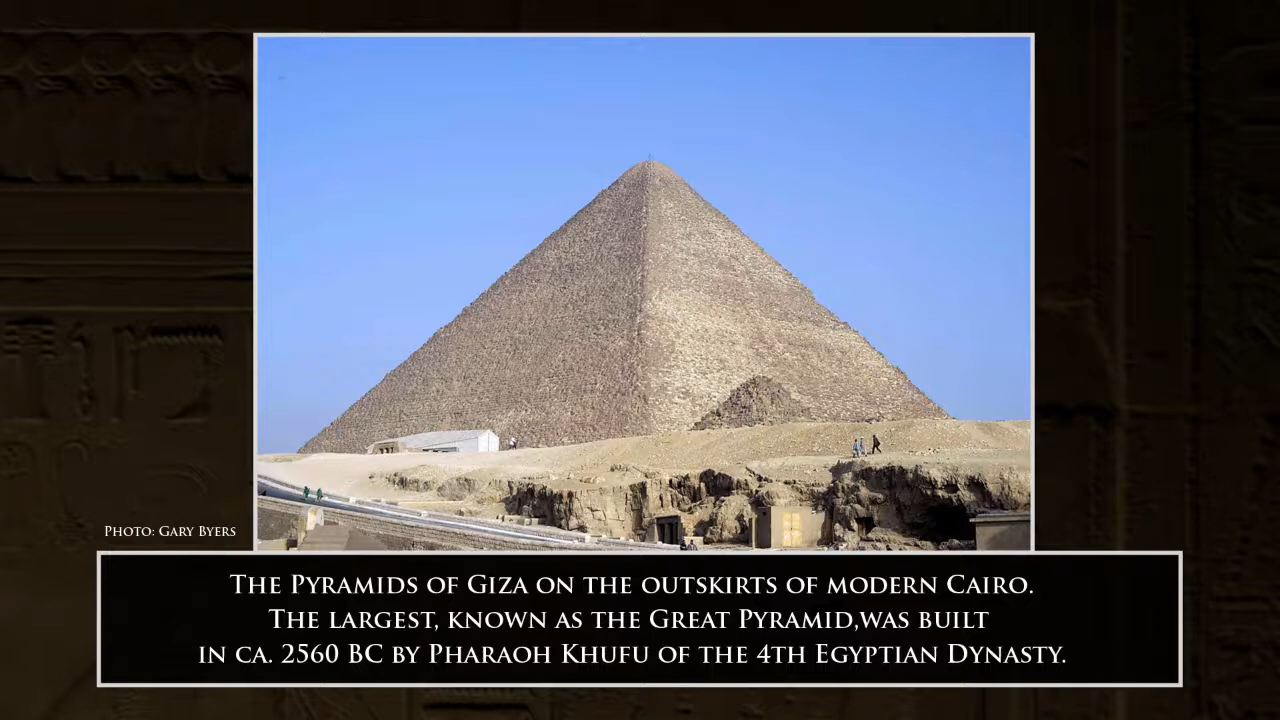 Photo: Gary Byers
The Pyramids of Giza on the outskirts of modern Cairo.
The largest, known as the Great Pyramid,was built
in ca. 2560 BC by Pharaoh Khufu of the 4th Egyptian Dynasty.